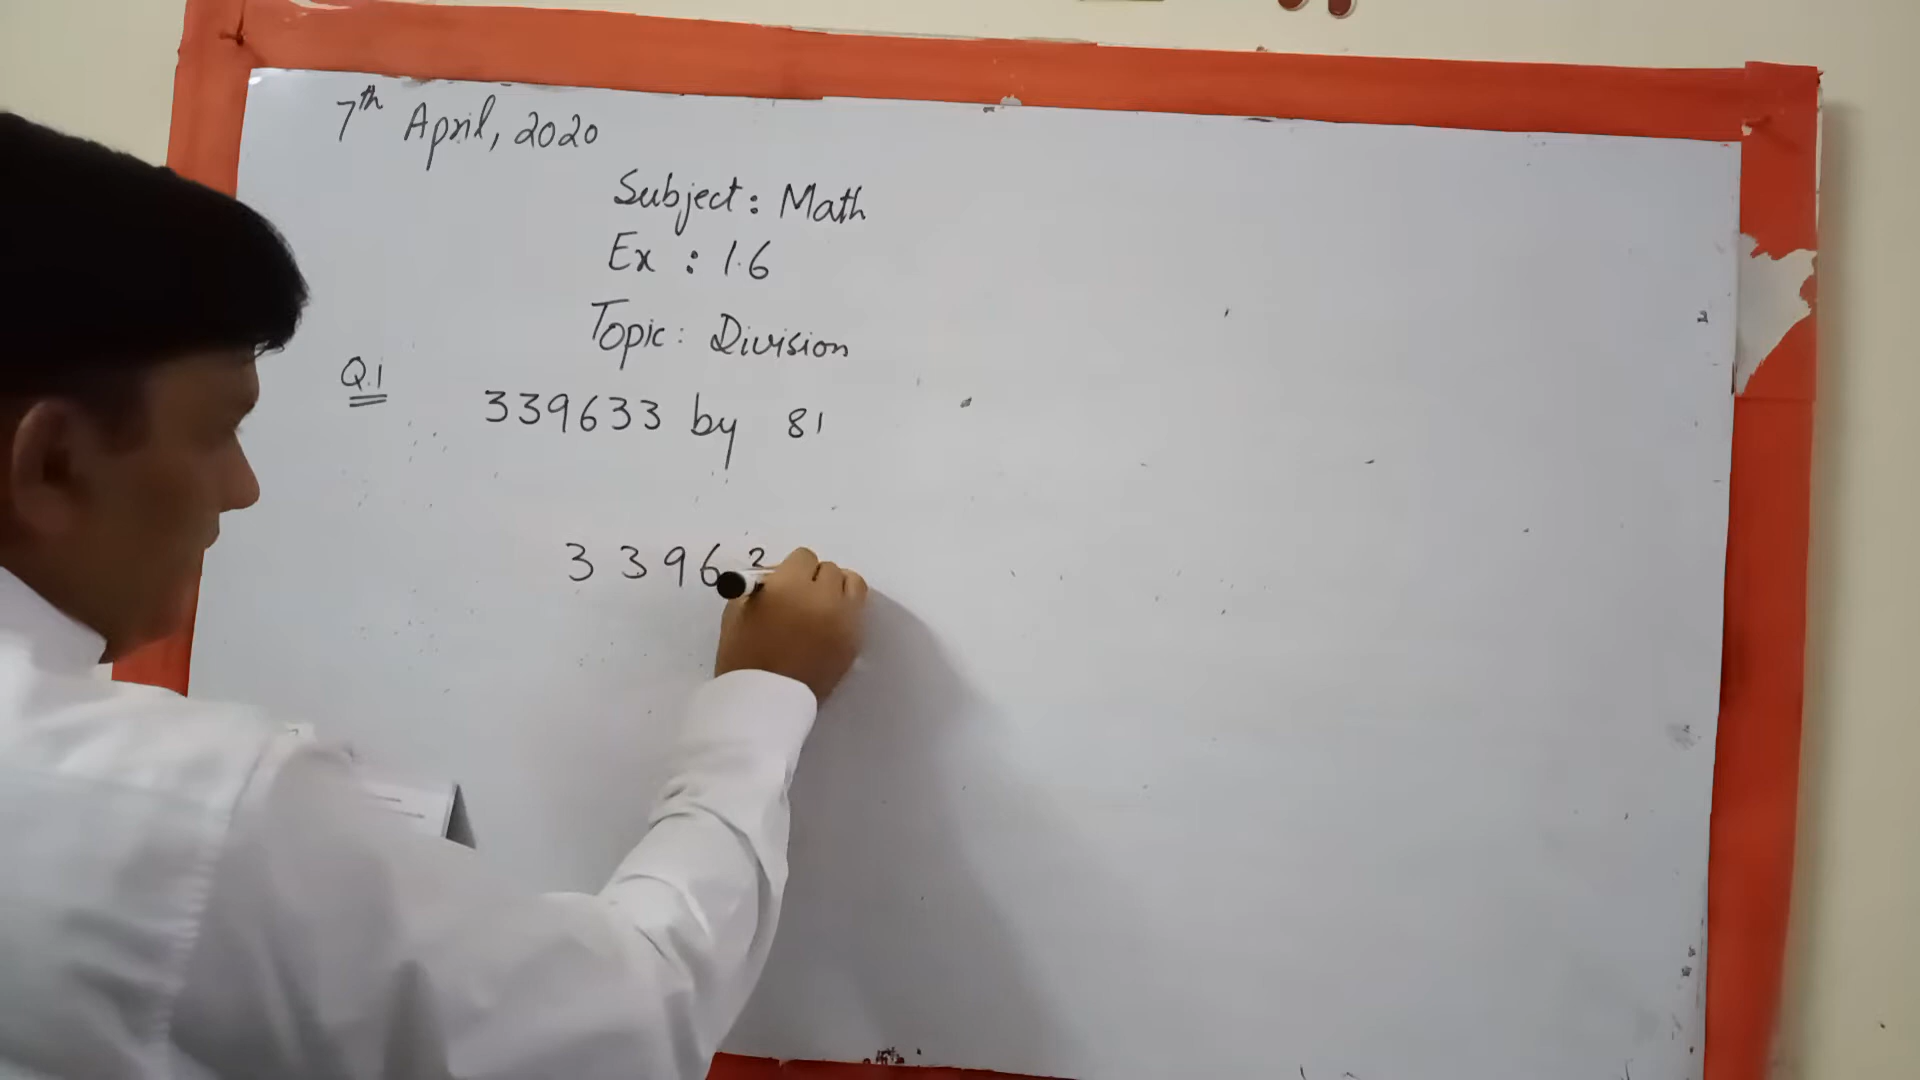 7th April, 2020
Subject: Math
Ex : 1.6
Topic: Division
Q.1
339633 by 81
3396